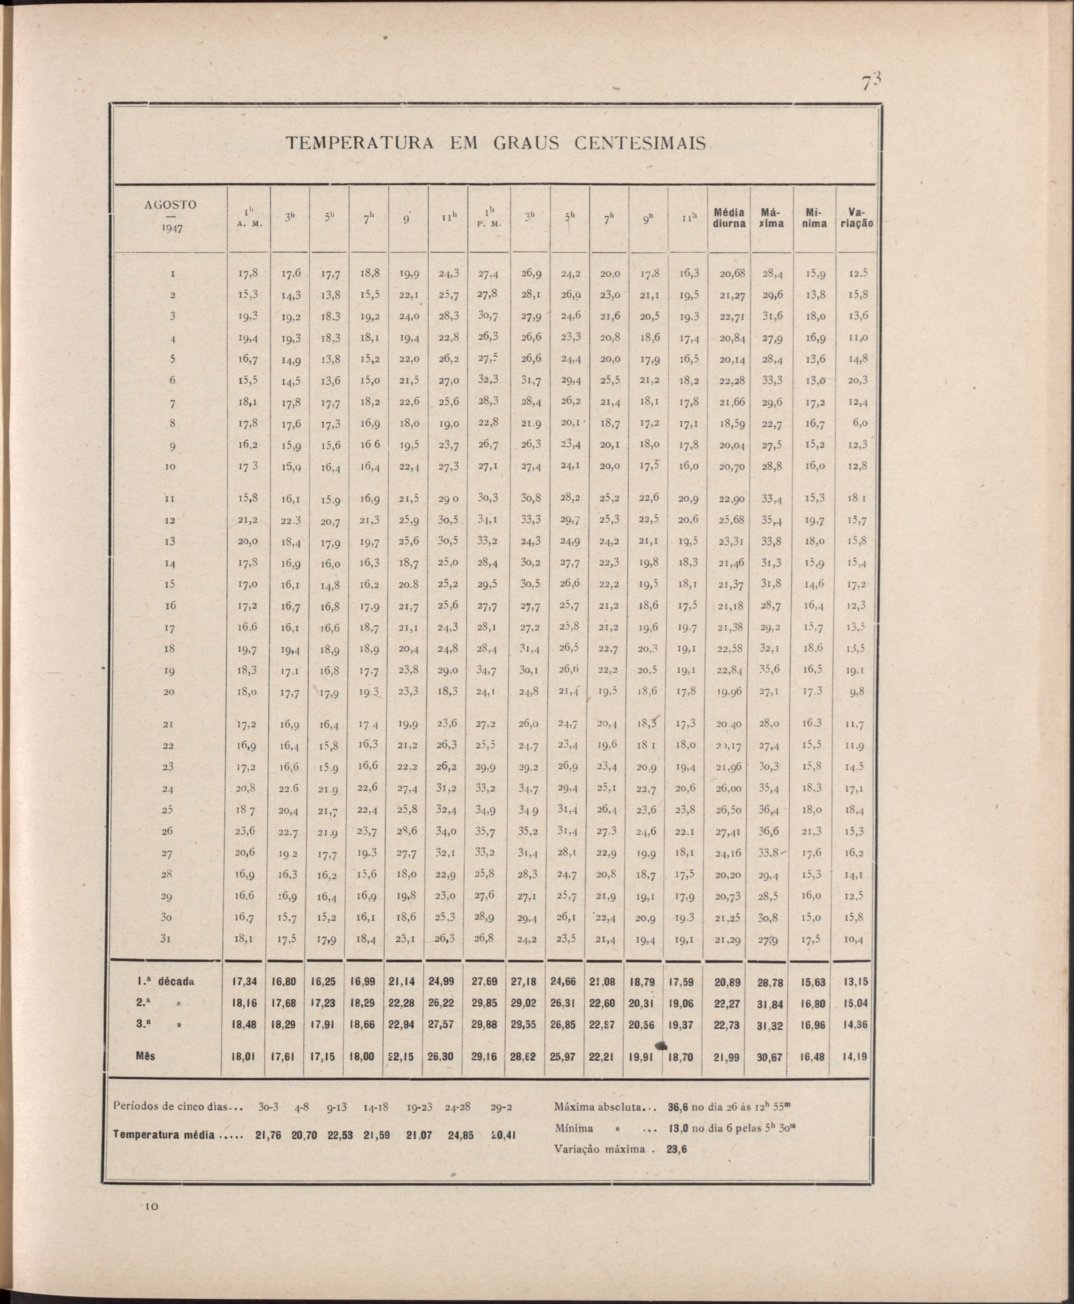 73
TEMPERATURA EM GRAUS CENTESIMAIS
AGOSTO — 1947 1h A. M. 3h 5h 7h 9 11h 1h P. M. 3h 5h 7h 9h 11h Média diurna Má-xima Mí-nima Va-riação
1 17,8 17,6 17,7 18,8 19,9 24,3 27,4 26,9 24,2 20,0 17.8 16,3 20,68 28,4 15,9 12.5
2 15,3 14,3 13,8 15,5 22,1 25,7 27,8 28,1 26,9 23,0 21,1 19,5 21,27 29,6 13,8 15,8
3 19,3 19,2 18.3 19,2 24,0 28,3 30,7 27,9 24,6 21,6 20,5 19.3 22,71 31,6 18,0 13,6
4 19,4 19,3 18,3 18,1 19,4 22,8 26,3 26,6 23,3 20,8 18,6 17,4 20,84 27,9 16,9 11,0
5 16,7 14,9 13,8 15,2 22,0 26,2 27,5 26,6 24,4 20,0 17,9 16,5 20,14 28,4 13,6 14,8
6 15,5 14,5 13,6 15,0 21,5 27,0 32,3 31,7 29,4 25,5 21,2 18,2 22,28 33,3 13,0 20,3
7 18,1 17,8 17,7 18,2 22,6 25,6 28,3 28,4 26,2 21,4 18,1 17,8 21,66 29,6 17,2 12,4
8 17,8 17,6 17,3 16,9 18,0 19,0 22,8 21.9 20,1 18,7 17,2 17,1 18,59 22,7 16,7 6,0
9 16,2 15,9 15,6 16 6 19,5 23,7 26,7 26,3 23,4 20,1 18,0 17,8 20,04 27,5 15,2 12,3
10 17 3 16,9 16,4 16,4 22,4 27,3 27,1 27,4 24,1 20,0 17,5 16,0 20,70 28,8 16,0 12,8
11 15,8 16,1 15.9 16,9 21,5 29 0 30,3 30,8 28,2 25,2 22,6 20,9 22.90 33,4 15,3 18 1
12 21,2 22.3 20,7 21,3 25,9 30,5 34,1 33,3 29,7 25,3 22,5 20,6 25,68 35,4 19,7 15,7
13 20,0 18,4 17,9 19,7 25,6 30,5 33,2 24,3 24,9 24,2 21,1 19,5 23,31 33,8 18,0 15,8
14 17,8 16,9 16,0 16,3 18,7 25,0 28,4 30,2 27,7 22,3 19,8 18,3 21,46 31,3 15,9 15,4
15 17,0 16,1 14,8 16,2 20.8 25,2 29,5 30,5 26,6 22,2 19,5 18,1 21,37 31,8 14,6 17,2
16 17,2 16,7 16,8 17,9 21,7 25,6 27,7 27,7 25,7 21,2 18,6 17,5 21,18 28,7 16,4 12,3
17 16,6 16,1 16,6 18,7 21,1 24,3 28,1 27,2 25,8 21,2 19,6 19.7 21,38 29,2 15,7 13,5
18 19,7 19,4 18,9 18,9 20,4 24,8 28,4 31,4 26,5 22,7 20,3 19,1 22,58 32,1 18,6 13,5
19 18,3 17.1 16,8 17.7 23,8 29.0 34,7 30,1 26,6 22,2 20.5 19,1 22,84 35,6 16,5 19,1
20 18,0 17,7 17,9 19.3 23,3 18,3 24,1 24,8 21,4 19,5 18,6 17,8 19.96 27,1 17.3 9,8
21 17,2 16,9 16,4 17 4 19,9 23,6 27,2 26,0 24,7 20,4 18,3 17,3 20 40 28,0 16.3 11,7
22 16,9 16,4 15,8 16,3 21,2 26,3 25,5 24,7 23,4 19,6 18 1 18,0 20,17 27,4 15,5 11,9
23 17,2 16,6 15.9 16,6 22,2 26,2 29,9 29.2 26,9 23,4 20,9 19,4 21,96 30,3 15,8 14,5
24 20,8 22 6 21 9 22,6 27,4 31,2 33,2 34,7 29,4 25,1 22,7 20,6 26,00 35,4 18,3 17,1
25 18 7 20,4 21,7 22,4 25,8 32,4 34,9 34 9 31,4 26,4 23,6 23,8 26,50 36,4 18,0 18,4
26 23,6 22.7 21.9 23,7 28,6 34,0 35,7 35,2 31,4 27.3 24,6 22.1 27,41 36,6 21,3 15,3
27 20,6 19 2 17,7 19.3 27,7 32,1 33,2 31,4 28,1 22,9 19,9 18,1 24,16 33,8 17,6 16,2
28 16,9 16,3 16,2 15,6 18,0 22,9 25,8 28,3 24,7 20,8 18,7 17,5 20,20 29,4 15,3 14,1
29 16,6 16,9 16,4 16,9 19,8 23,0 27,6 27,1 25,7 21,9 19,1 17,9 20,73 28,5 16,0 12,5
30 16,7 15,7 15,2 16,1 18,6 25,3 28,9 29,4 26,1 22,4 20,9 19.3 21,25 30,8 15,0 15,8
31 18,1 17,5 17,9 18,4 23,1 26,3 26,8 24,2 23,5 21,4 19,4 19,1 21,29 27,9 17,5 10,4
1.ª década 17,34 16,80 16,25 16,99 21,14 24,99 27,69 27,18 24,66 21,08 18,79 17,59 20,89 28,78 15,63 13,15
2.ª » 18,16 17,68 17,23 18,29 22,28 26,22 29,85 29,02 26,31 22,60 20,31 19,06 22,27 31,84 16,80 15,04
3.ª » 18,48 18,29 17,91 18,66 22,94 27,57 29,88 29,55 26,85 22,87 20,56 19,37 22,73 31,32 16,96 14,36
Mês 18,01 17,61 17,15 18,00 22,15 26,30 29,16 28,62 25,97 22,21 19,91 18,70 21,99 30,67 16,48 14,19
Períodos de cinco dias... 30-3 4-8 9-13 14-18 19-23 24-28 29-2 Máxima absoluta... 36,6 no dia 26 às 12h 55m
Temperatura média ..... 21,76 20,70 22,53 21,59 21.07 24,85 20,41 Mínima » ... 13,0 no dia 6 pelas 5h 30m
Variação máxima . 23,6
10